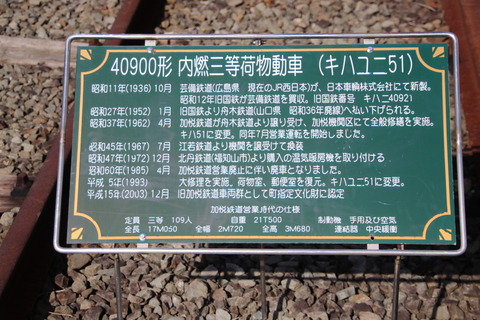 40900形 内燃三等荷物動車 （キハユニ51）
昭和11年(1936) 10月 芸備鉄道(広島県 現在のJR西日本)が、日本車輌株式会社にて新製。
昭和12年旧国鉄が芸備鉄道を買収。旧国鉄番号 キハニ40921
昭和27年(1952) 1月 旧国鉄より舟木鉄道(山口県 昭和36年廃線)へ払い下げられる。
昭和37年(1962) 4月 加悦鉄道が舟木鉄道より譲り受け、加悦機関区にて全般修繕を実施。
キハ51に変更。同年7月営業運転を開始しました。
昭和45年(1967) 7月 江若鉄道より機関を譲受けて換装
昭和47年(1972) 12月 北丹鉄道(福知山市)より購入の温気暖房機を取り付ける
昭和60年(1985) 4月 加悦鉄道営業廃止に伴い廃車となりました。
平成 5年(1993) 大修理を実施。荷物室、郵便室を復元。キハユニ51に変更。
平成15年(2003) 12月 旧加悦鉄道車両群として町指定文化財に認定
加悦鉄道営業時代の仕様
定員 三等 109人 自重 21T500 制動機 手用及び空気
全長 17M050 全幅 2M720 全高 3M680 連結器 中央緩衝